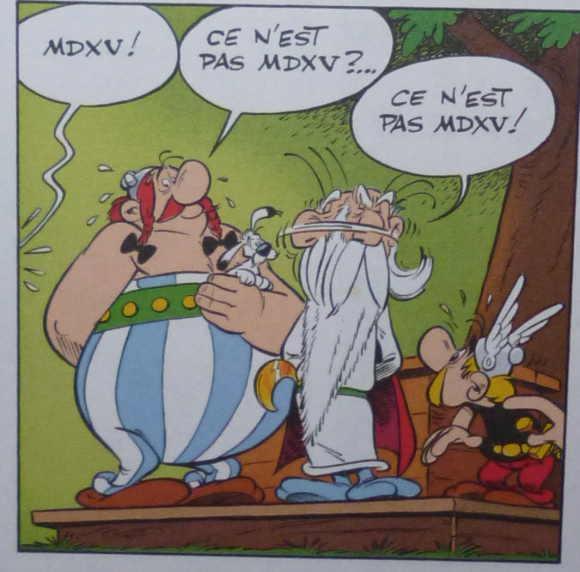 MDXV!
CE N'EST
PAS MDXV?...
CE N'EST
PAS MDXV!